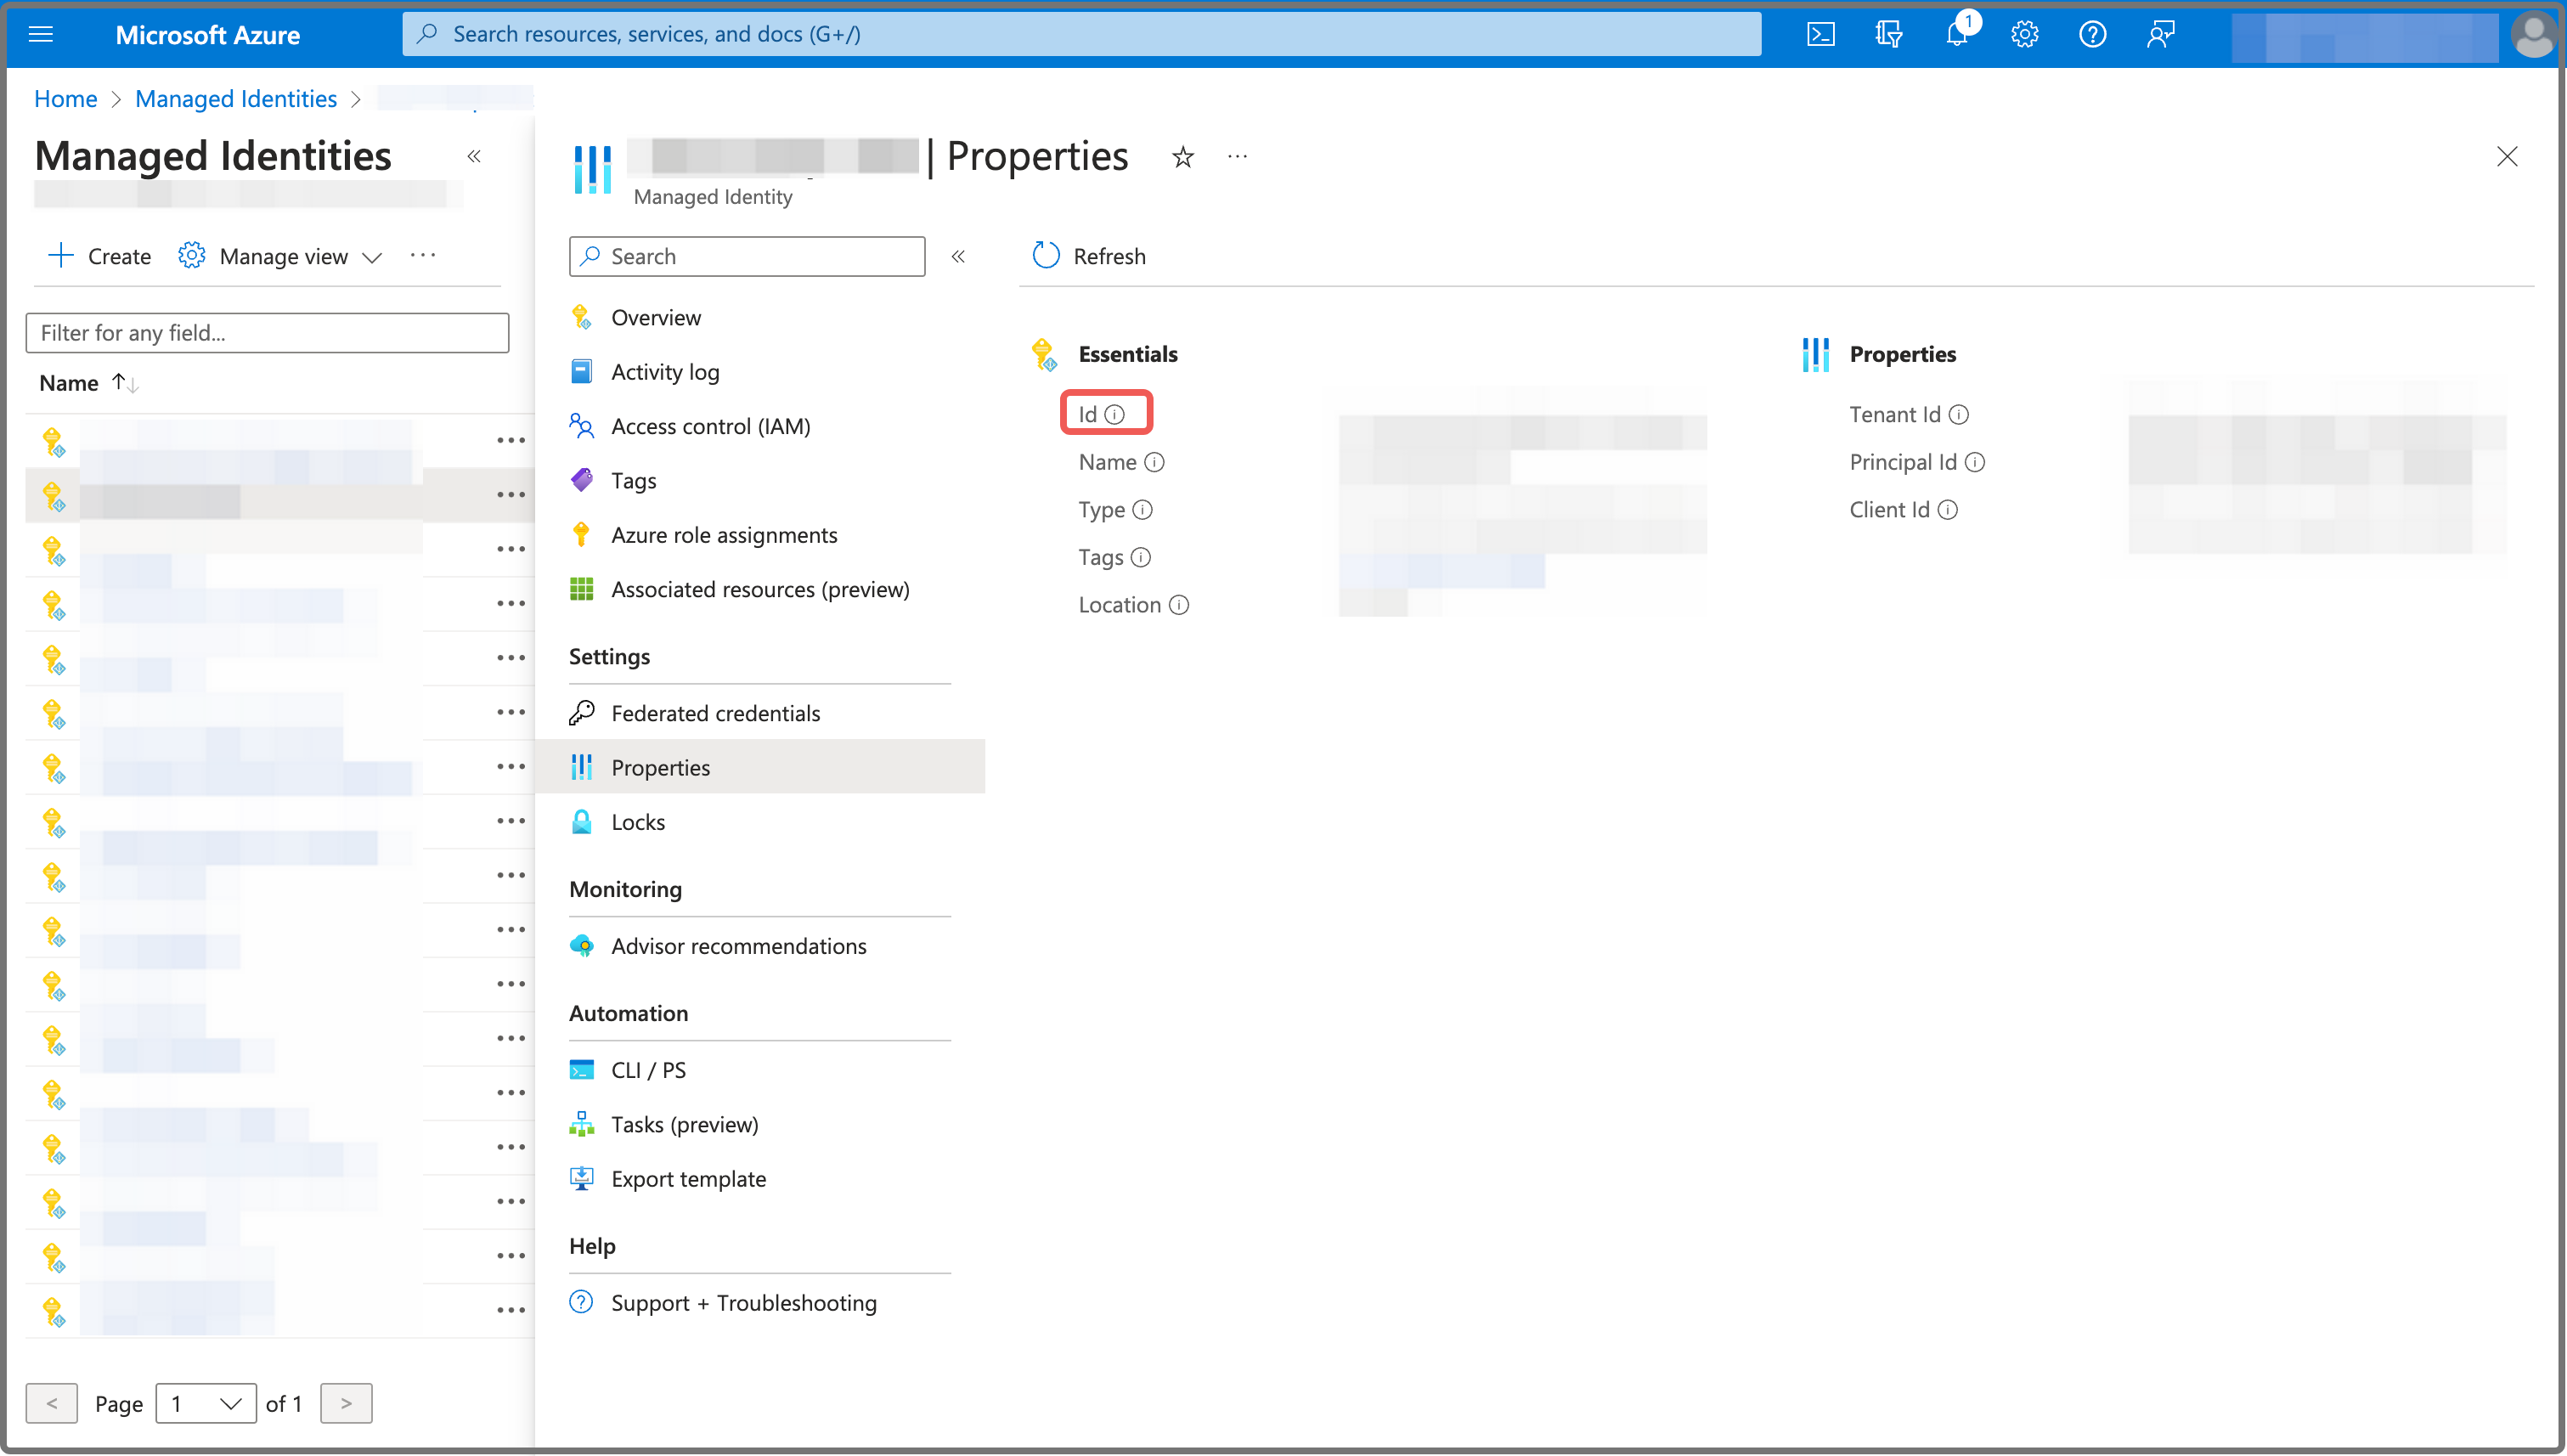 Microsoft Azure
Search resources, services, and docs (G+/)
1
Home > Managed Identities >
Managed Identities
«
| Properties
...
Managed Identity
Create
Manage view
...
Search
«
Refresh
Filter for any field...
Name ↑↓
Overview
Activity log
Access control (IAM)
Tags
Azure role assignments
Associated resources (preview)
Settings
Federated credentials
Properties
Locks
Monitoring
Advisor recommendations
Automation
CLI / PS
Tasks (preview)
Export template
Help
Support + Troubleshooting
Essentials
Id
Name
Type
Tags
Location
Properties
Tenant Id
Principal Id
Client Id
< Page 1 of 1 >